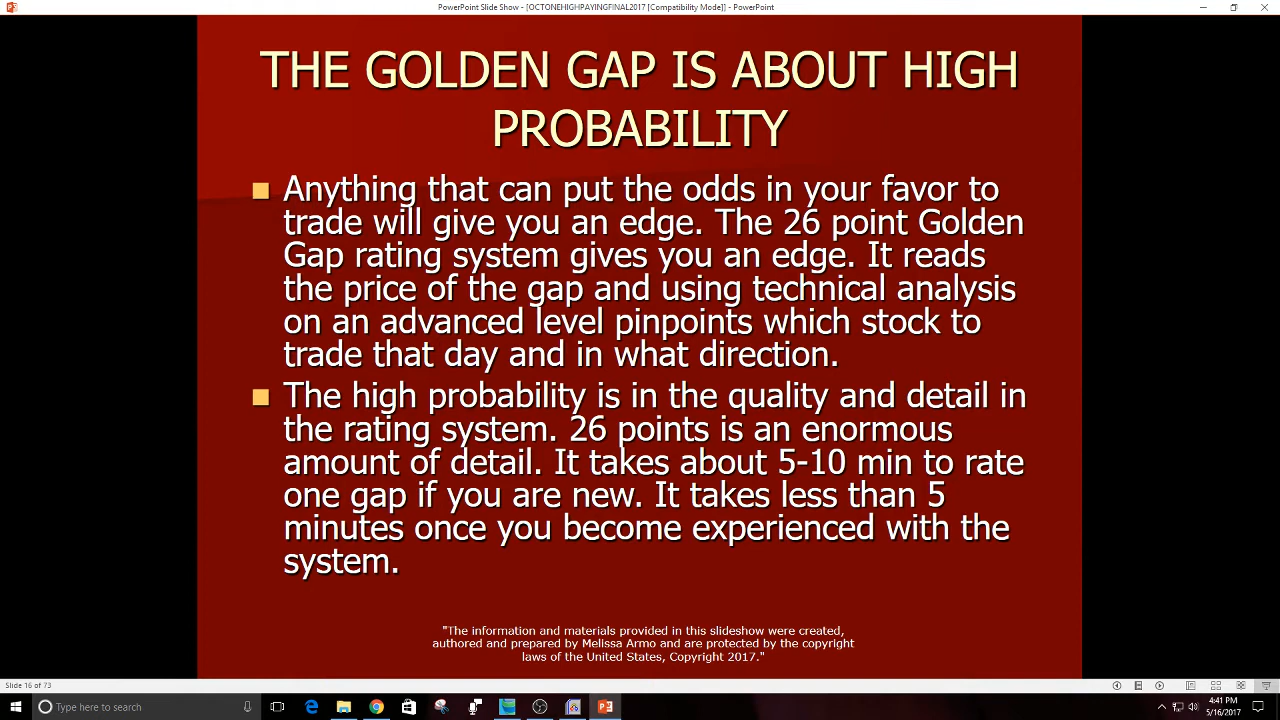 PowerPoint Slide Show - [OCTONEHIGHPAYINGFINAL2017 [Compatibility Mode]] - PowerPoint
THE GOLDEN GAP IS ABOUT HIGH
PROBABILITY
Anything that can put the odds in your favor to
trade will give you an edge. The 26 point Golden
Gap rating system gives you an edge. It reads
the price of the gap and using technical analysis
on an advanced level pinpoints which stock to
trade that day and in what direction.
The high probability is in the quality and detail in
the rating system. 26 points is an enormous
amount of detail. It takes about 5-10 min to rate
one gap if you are new. It takes less than 5
minutes once you become experienced with the
system.
"The information and materials provided in this slideshow were created,
authored and prepared by Melissa Armo and are protected by the copyright
laws of the United States, Copyright 2017."
Slide 16 of 73
Type here to search
4:41 PM
5/16/2017